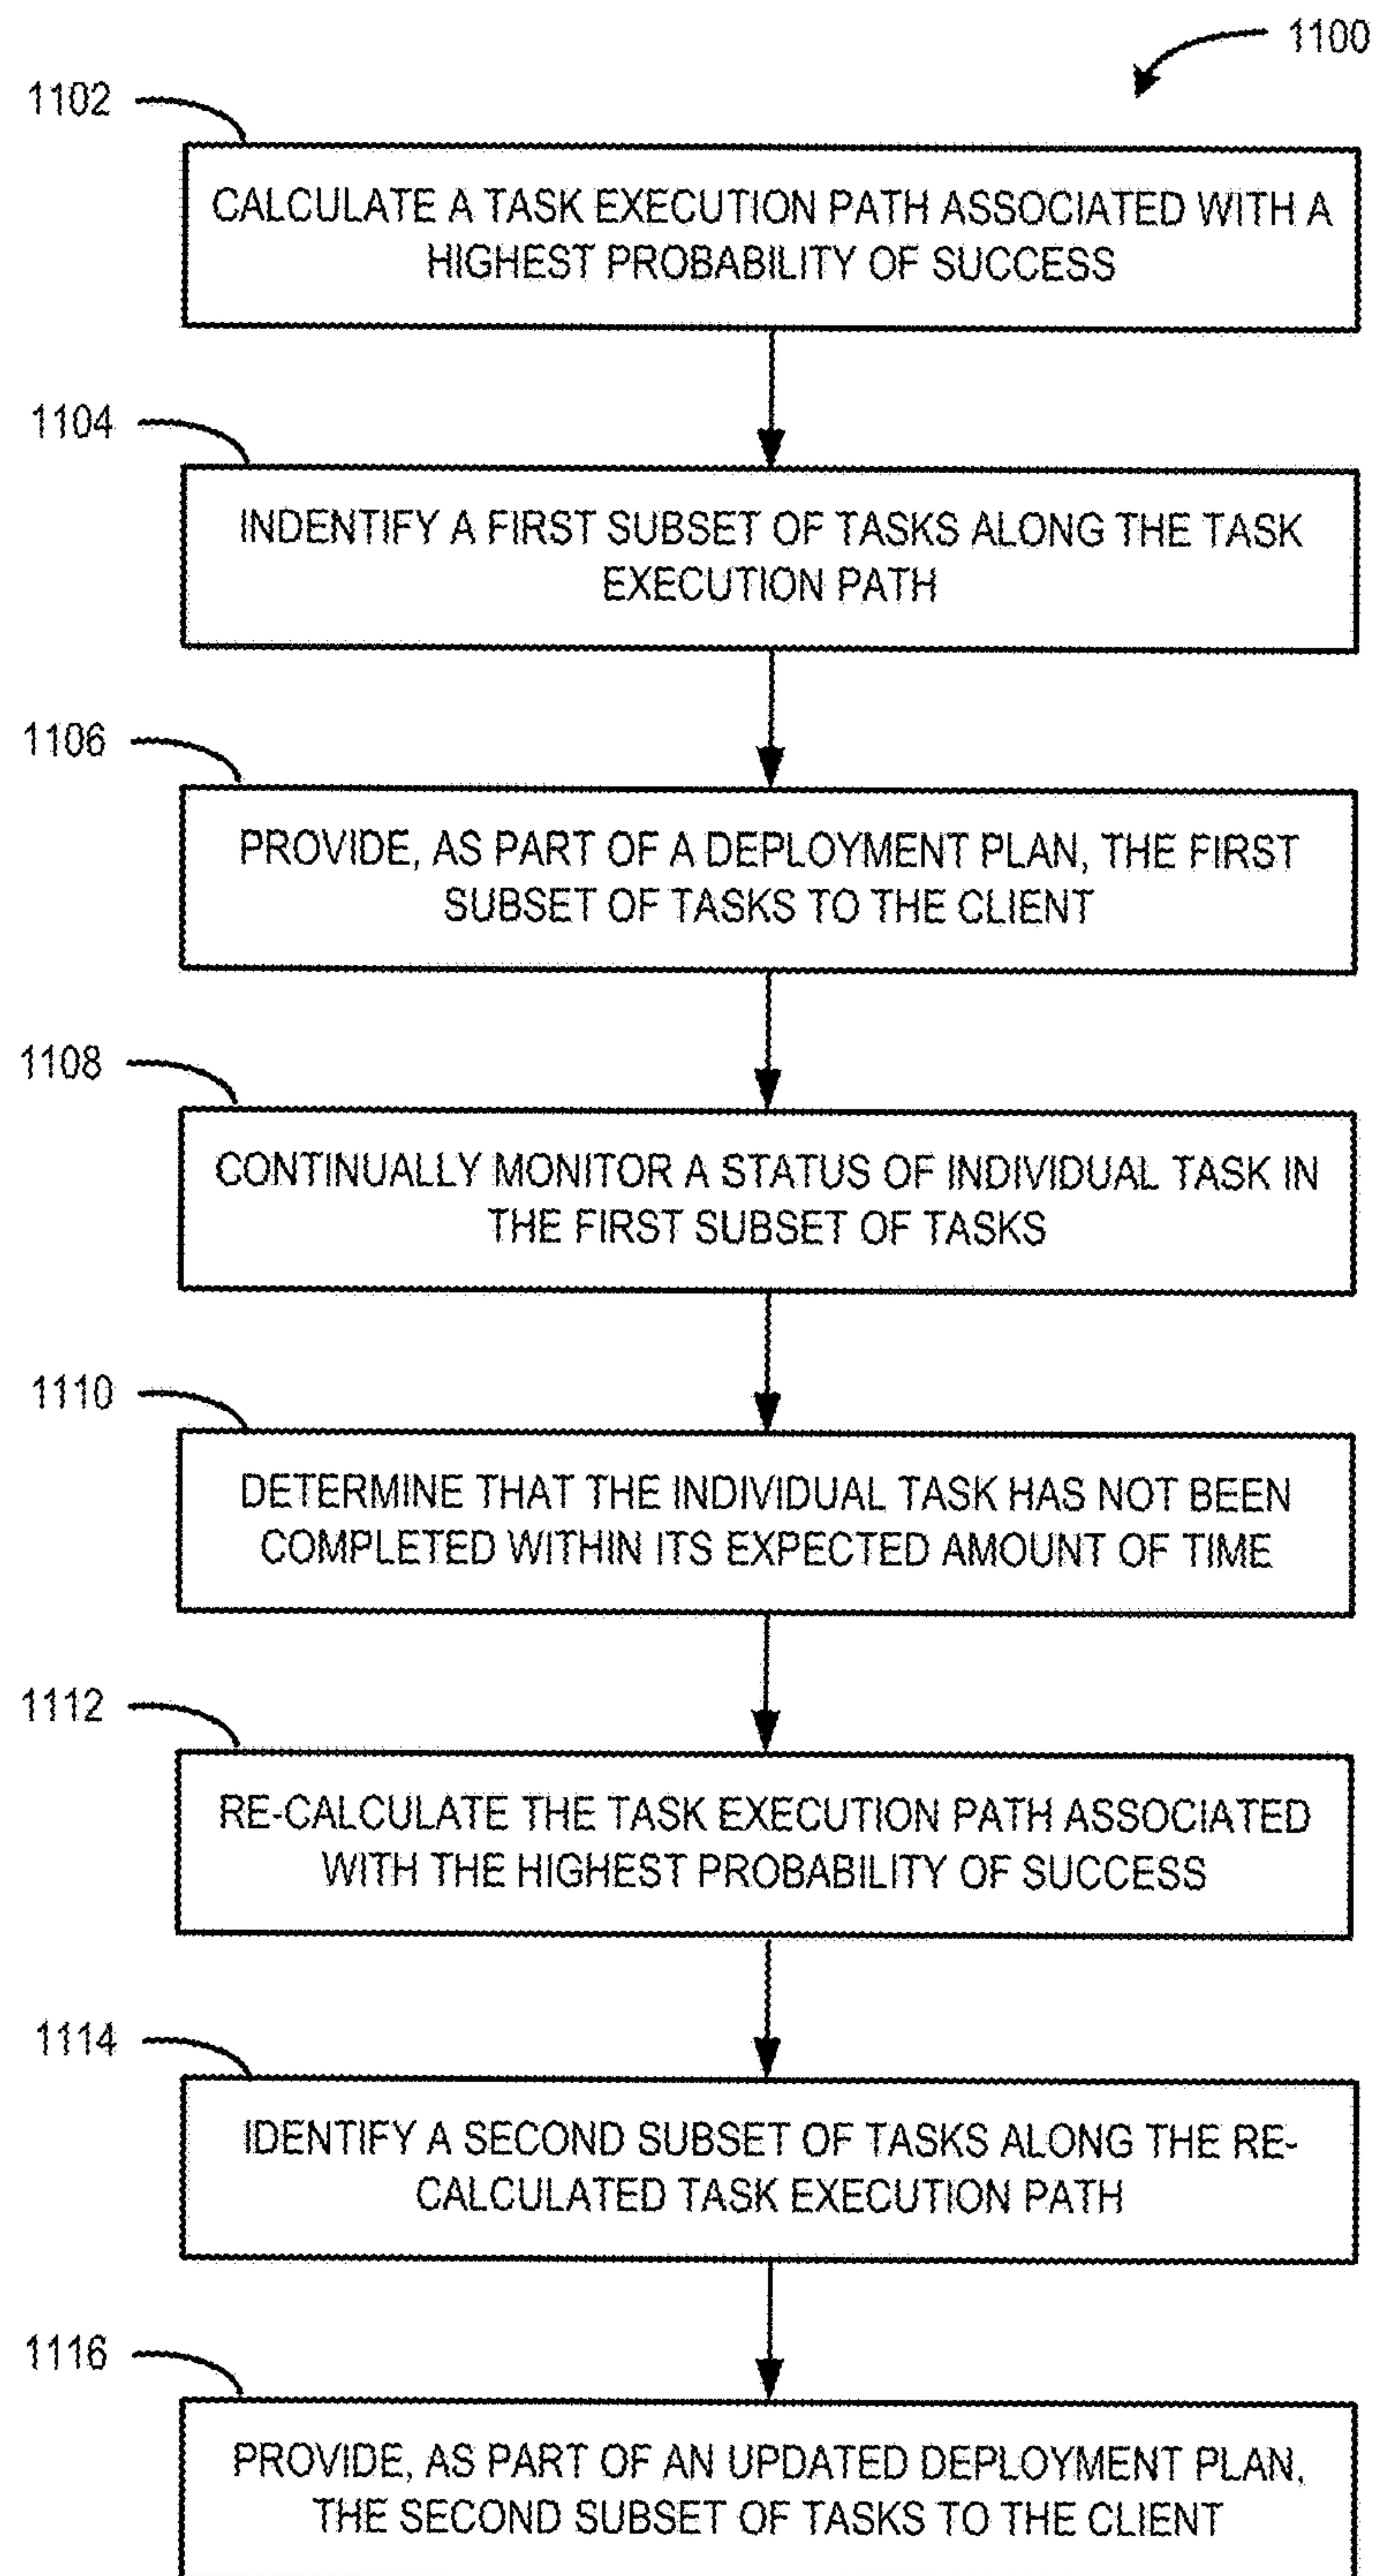 1100
1102
CALCULATE A TASK EXECUTION PATH ASSOCIATED WITH A
HIGHEST PROBABILITY OF SUCCESS
1104
INDENTIFY A FIRST SUBSET OF TASKS ALONG THE TASK
EXECUTION PATH
1106
PROVIDE, AS PART OF A DEPLOYMENT PLAN, THE FIRST
SUBSET OF TASKS TO THE CLIENT
1108
CONTINUALLY MONITOR A STATUS OF INDIVIDUAL TASK IN
THE FIRST SUBSET OF TASKS
1110
DETERMINE THAT THE INDIVIDUAL TASK HAS NOT BEEN
COMPLETED WITHIN ITS EXPECTED AMOUNT OF TIME
1112
RE-CALCULATE THE TASK EXECUTION PATH ASSOCIATED
WITH THE HIGHEST PROBABILITY OF SUCCESS
1114
IDENTIFY A SECOND SUBSET OF TASKS ALONG THE RE-
CALCULATED TASK EXECUTION PATH
1116
PROVIDE, AS PART OF AN UPDATED DEPLOYMENT PLAN,
THE SECOND SUBSET OF TASKS TO THE CLIENT